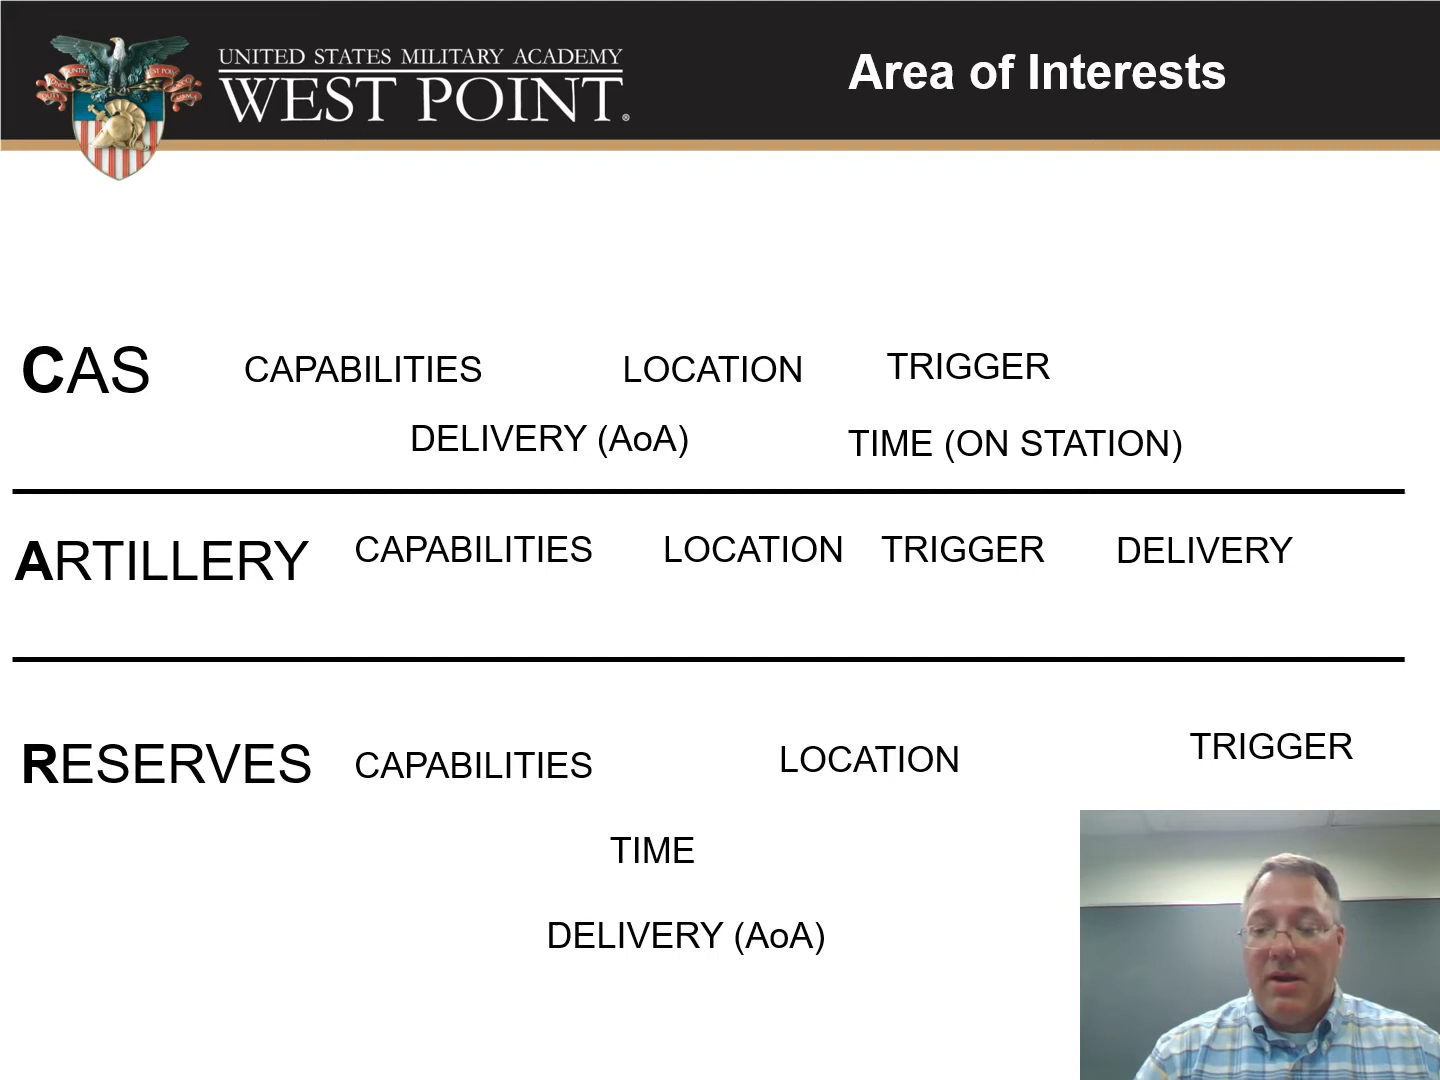 UNITED STATES MILITARY ACADEMY
WEST POINT®
Area of Interests
CAS CAPABILITIES LOCATION TRIGGER
DELIVERY (AoA) TIME (ON STATION)
ARTILLERY CAPABILITIES LOCATION TRIGGER DELIVERY
RESERVES CAPABILITIES LOCATION TRIGGER
TIME
DELIVERY (AoA)